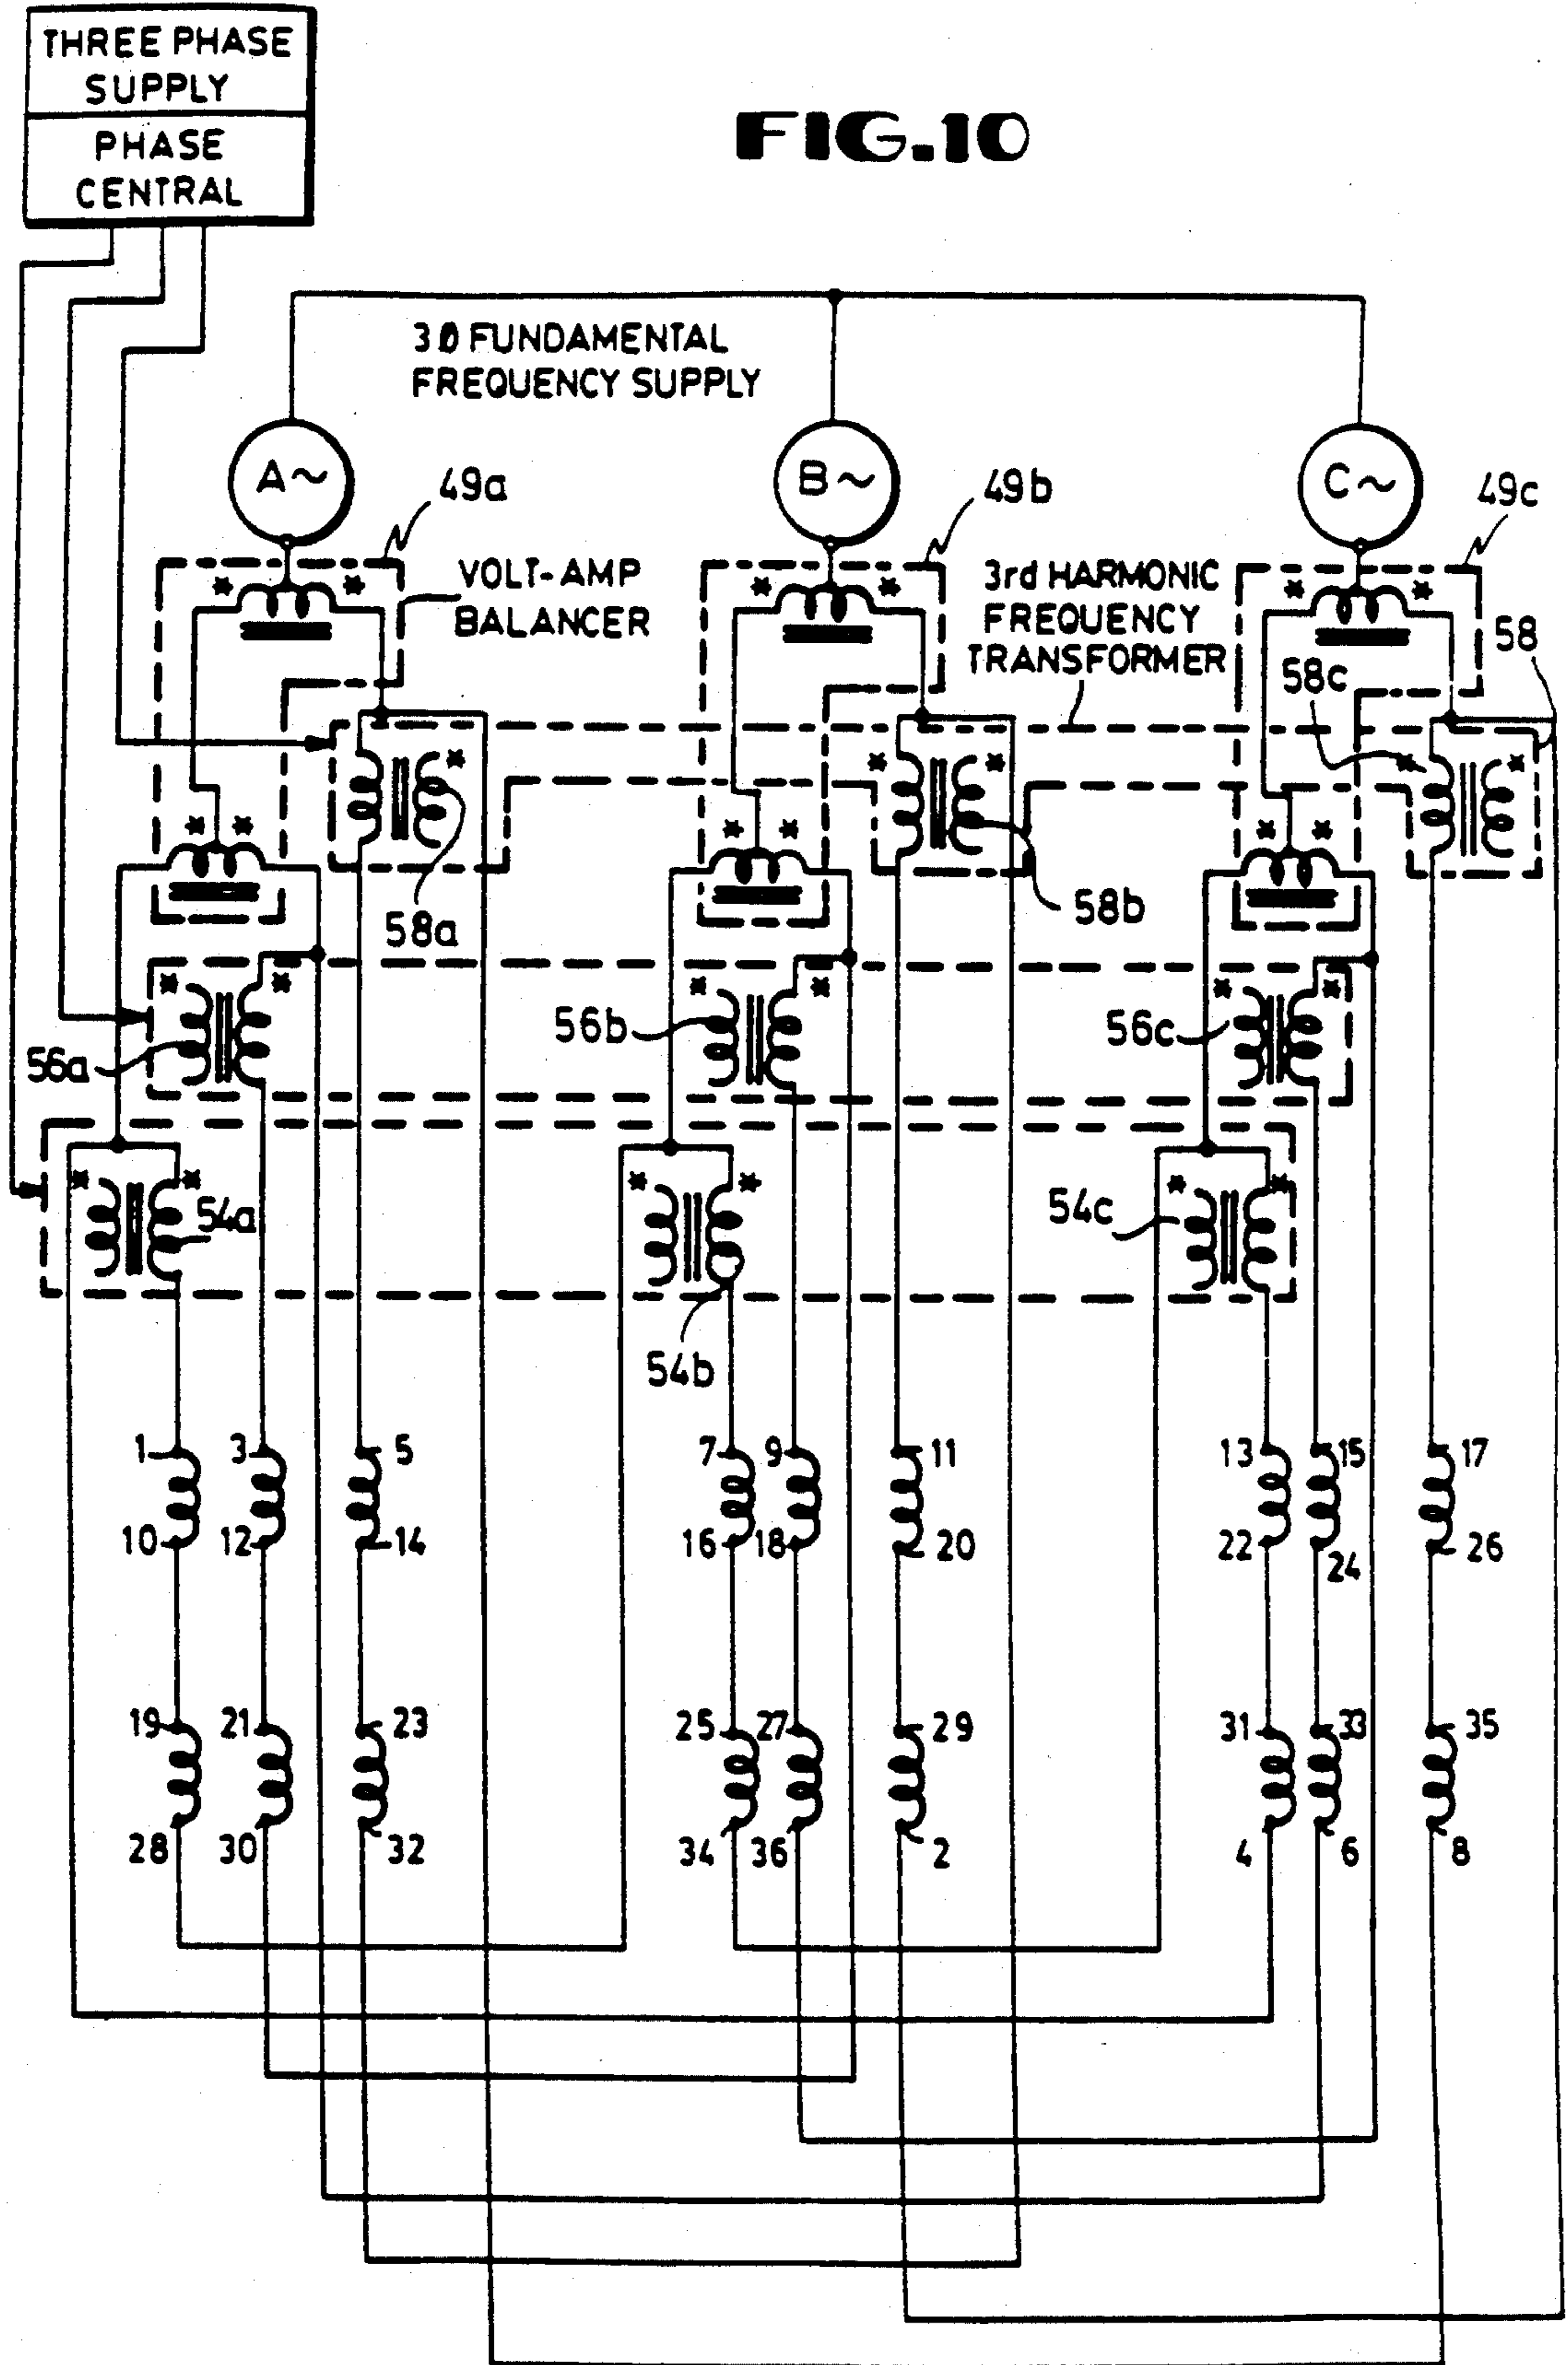 THREE PHASE
SUPPLY
PHASE
CENTRAL
FIG.10
3Ø FUNDAMENTAL
FREQUENCY SUPPLY
A~
B~
C~
49a
49b
49c
VOLT-AMP
BALANCER
3rd HARMONIC
FREQUENCY
TRANSFORMER
58
58c
58a
58b
56a
56b
56c
54a
54b
54c
1 3 5 7 9 11 13 15 17
10 12 14 16 18 20 22 24 26
19 21 23 25 27 29 31 33 35
28 30 32 34 36 2 4 6 8